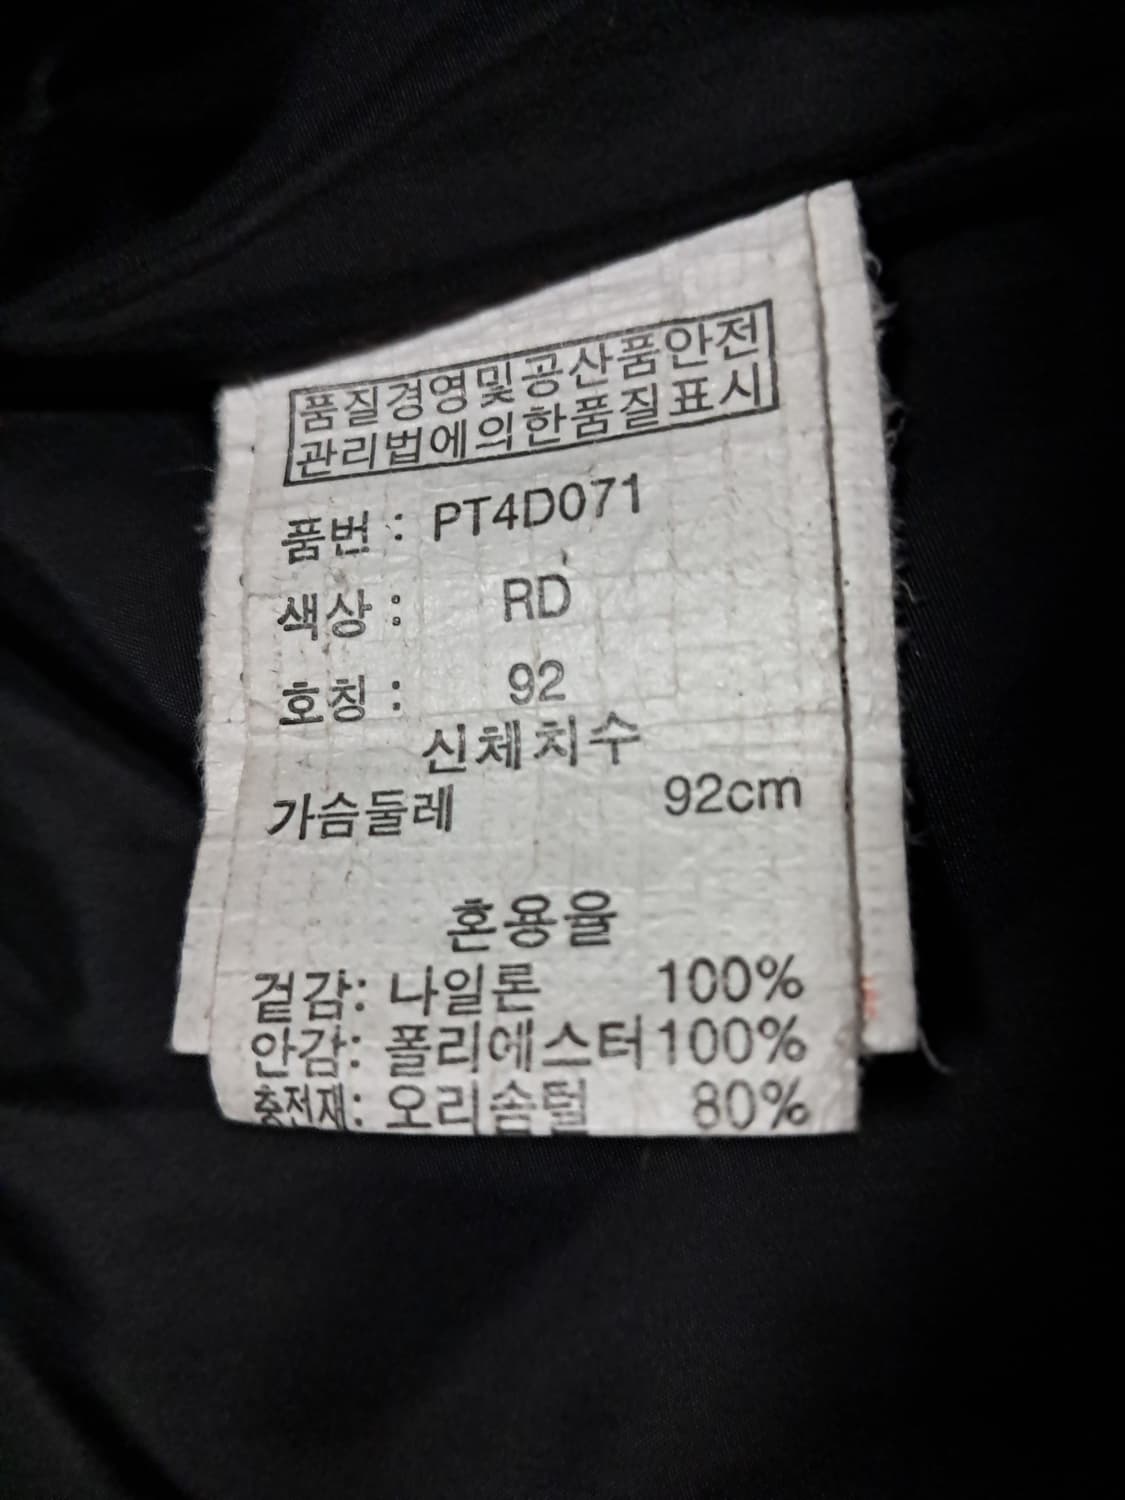 품질경영및공산품안전
관리법에의한품질표시
품번 : PT4D071
색상 : RD
호칭 : 92
신체치수
가슴둘레 92cm
혼용율
겉감: 나일론 100%
안감: 폴리에스터 100%
충전재: 오리솜털 80%